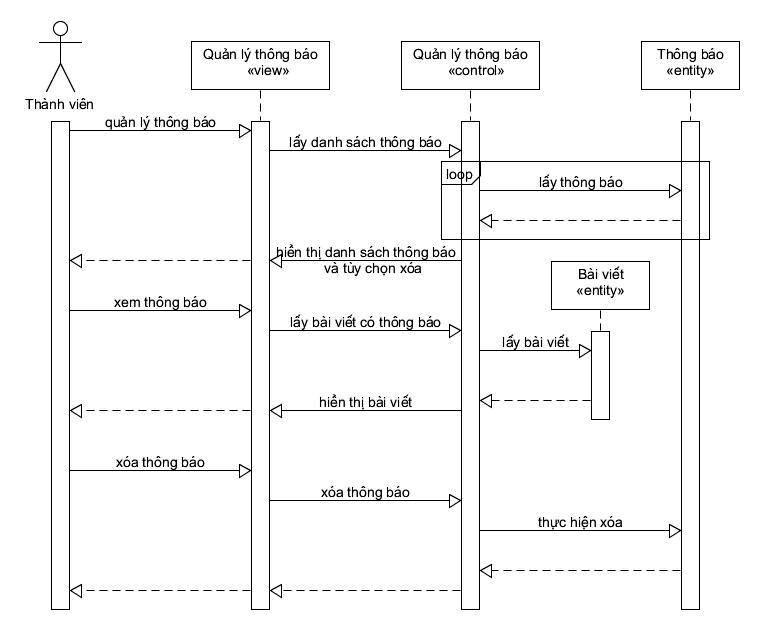 Thành viên
Quản lý thông báo
«view»
Quản lý thông báo
«control»
Thông báo
«entity»
quản lý thông báo
lấy danh sách thông báo
loop
lấy thông báo
hiền thị danh sách thông báo
và tùy chọn xóa
Bài viết
«entity»
xem thông báo
lấy bài viết có thông báo
lấy bài viết
hiền thị bài viết
xóa thông báo
xóa thông báo
thực hiện xóa